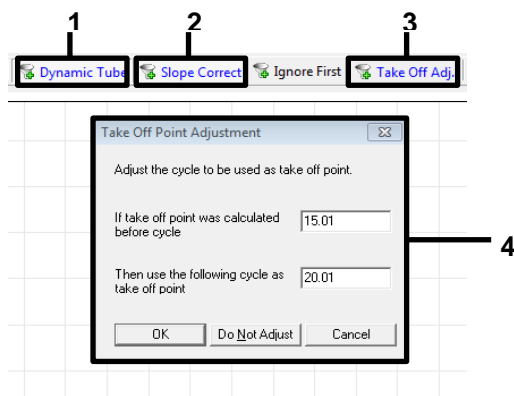 1 2 3
Dynamic Tube Slope Correct Ignore First Take Off Adj.
Take Off Point Adjustment
Adjust the cycle to be used as take off point.
If take off point was calculated before cycle 15.01
Then use the following cycle as take off point 20.01
4
OK Do Not Adjust Cancel